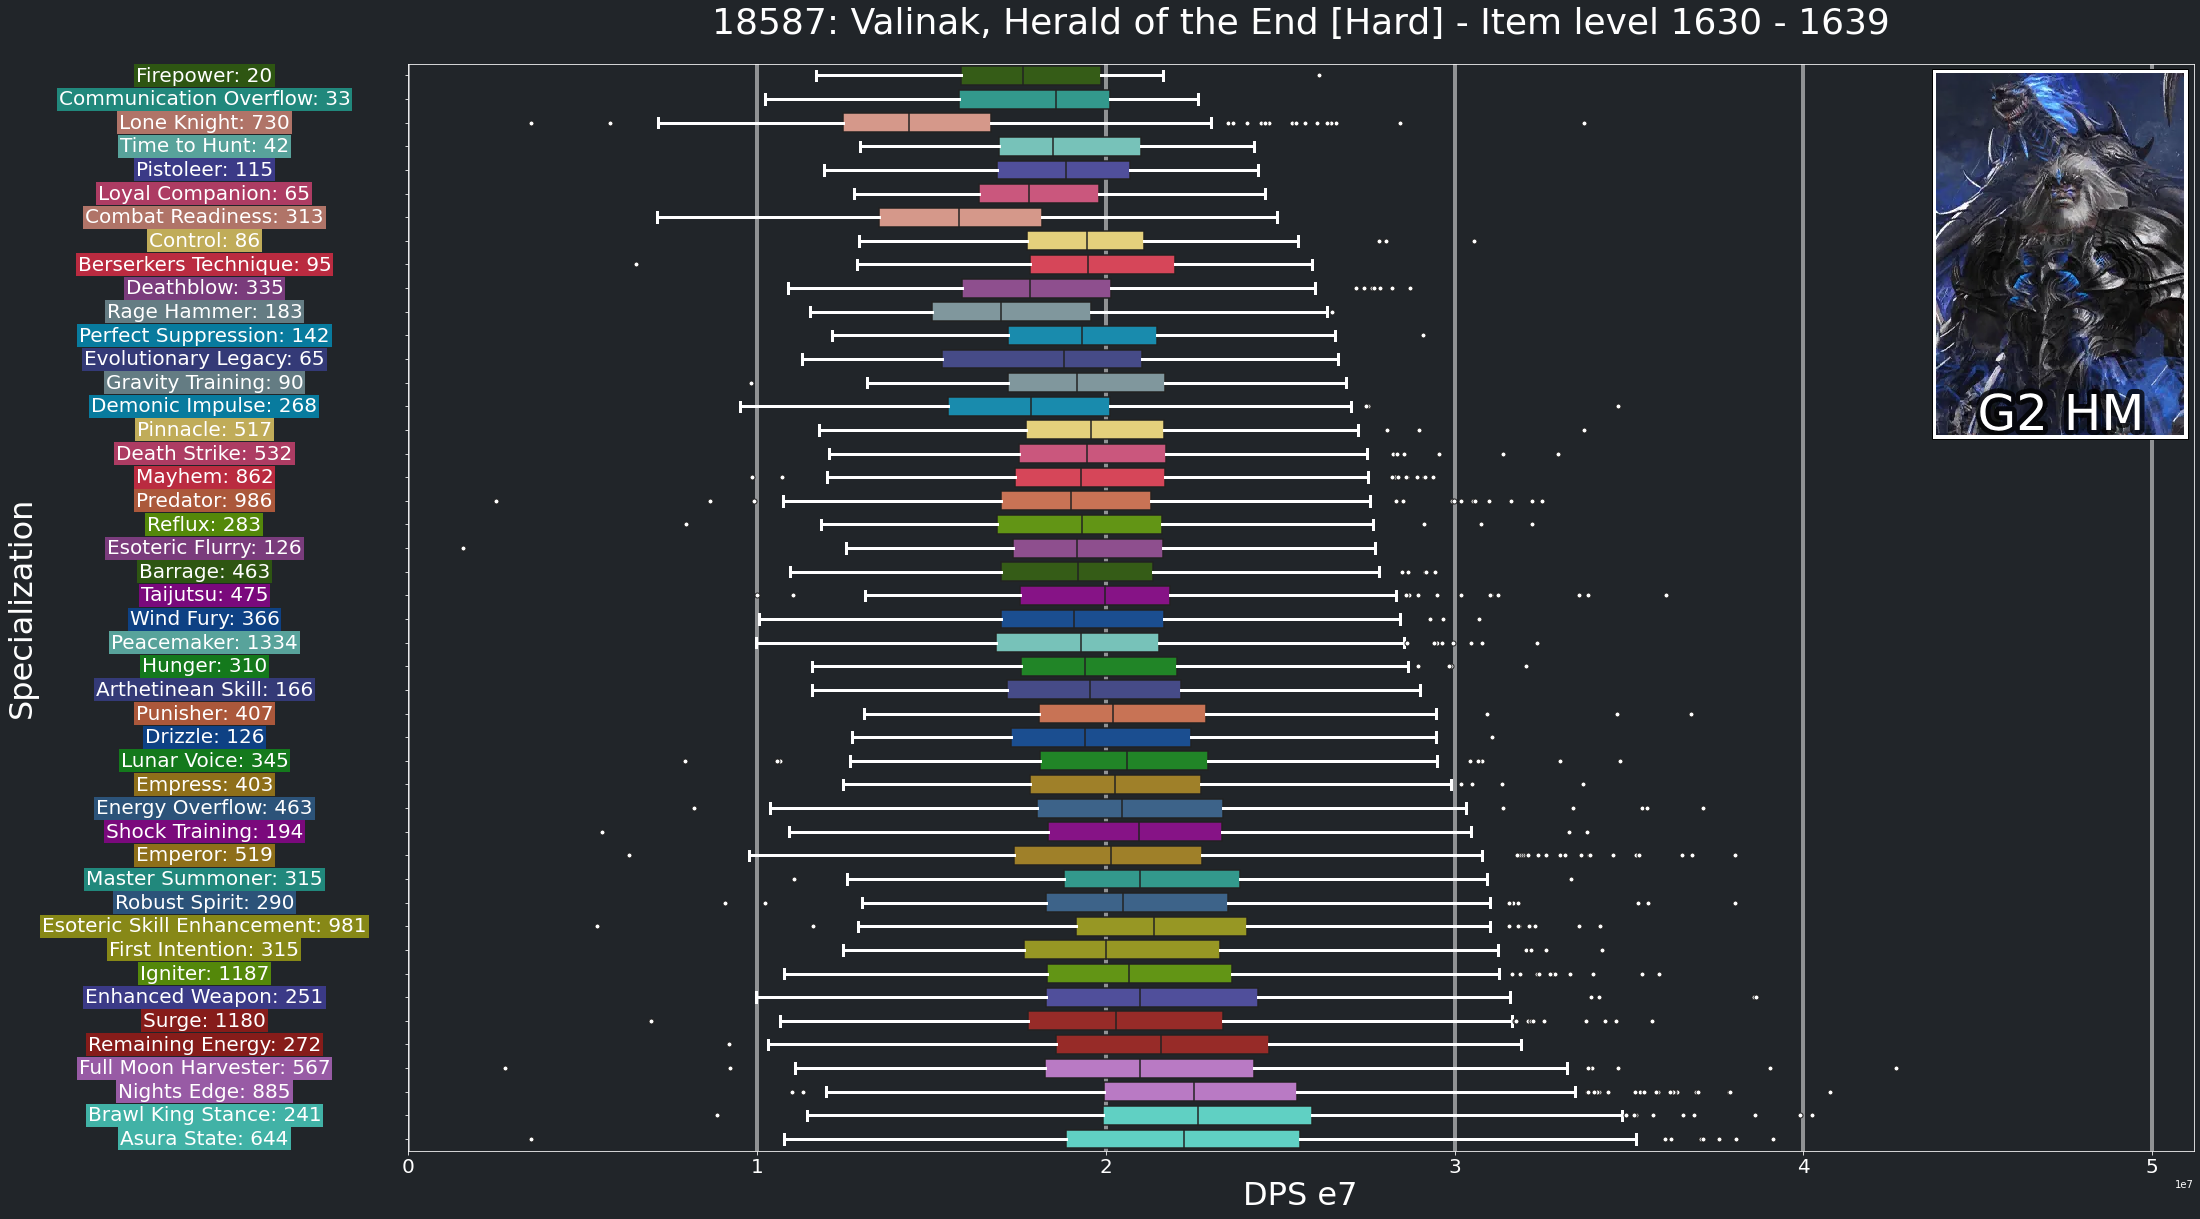 18587: Valinak, Herald of the End [Hard] - Item level 1630 - 1639
Specialization
Firepower: 20
Communication Overflow: 33
Lone Knight: 730
Time to Hunt: 42
Pistoleer: 115
Loyal Companion: 65
Combat Readiness: 313
Control: 86
Berserkers Technique: 95
Deathblow: 335
Rage Hammer: 183
Perfect Suppression: 142
Evolutionary Legacy: 65
Gravity Training: 90
Demonic Impulse: 268
Pinnacle: 517
Death Strike: 532
Mayhem: 862
Predator: 986
Reflux: 283
Esoteric Flurry: 126
Barrage: 463
Taijutsu: 475
Wind Fury: 366
Peacemaker: 1334
Hunger: 310
Arthetinean Skill: 166
Punisher: 407
Drizzle: 126
Lunar Voice: 345
Empress: 403
Energy Overflow: 463
Shock Training: 194
Emperor: 519
Master Summoner: 315
Robust Spirit: 290
Esoteric Skill Enhancement: 981
First Intention: 315
Igniter: 1187
Enhanced Weapon: 251
Surge: 1180
Remaining Energy: 272
Full Moon Harvester: 567
Nights Edge: 885
Brawl King Stance: 241
Asura State: 644
G2 HM
0 1 2 3 4 5
1e7
DPS e7